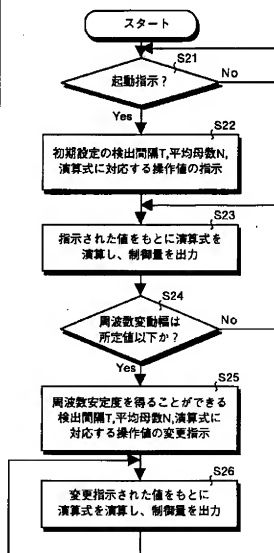 スタート
S21
起動指示？
No
Yes
S22
初期設定の検出間隔T,平均母数N,
演算式に対応する操作値の指示
S23
指示された値をもとに演算式を
演算し、制御量を出力
S24
周波数変動幅は
所定値以下か？
No
Yes
S25
周波数安定度を得ることができる
検出間隔T,平均母数N,演算式に
対応する操作値の変更指示
S26
変更指示された値をもとに
演算式を演算し、制御量を出力